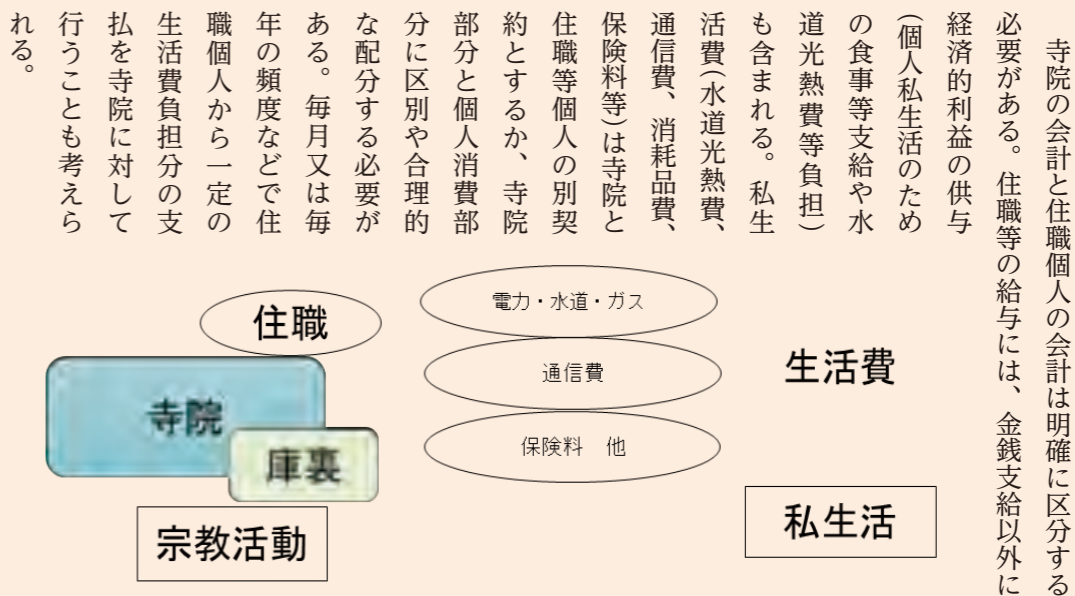 寺院の会計と住職個人の会計は明確に区分する
必要がある。住職等の給与には、金銭支給以外に
経済的利益の供与
(個人私生活のため
の食事等支給や水
道光熱費等負担)
も含まれる。私生
活費(水道光熱費、
通信費、消耗品費、
保険料等)は寺院と
住職等個人の別契
約とするか、寺院
部分と個人消費部
分に区別や合理的
な配分する必要が
ある。毎月又は毎
年の頻度などで住
職個人から一定の
生活費負担分の支
払を寺院に対して
行うことも考えら
れる。
住職
寺院
庫裏
宗教活動
電力・水道・ガス
通信費
保険料　他
生活費
私生活